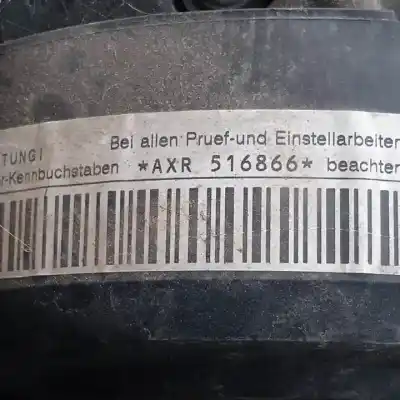 TUNG! Bei allen Pruef-und Einstellarbeiten
r-Kennbuchstaben *AXR 516866* beachten